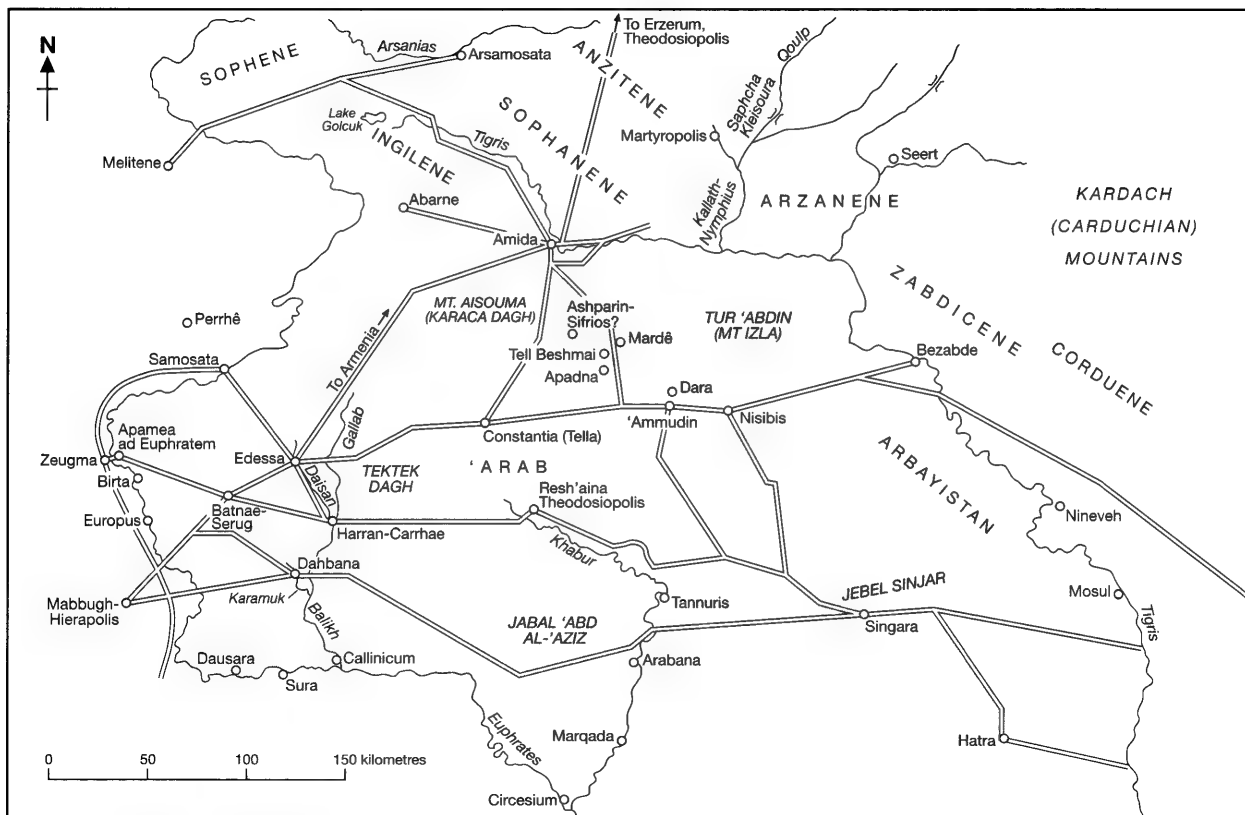 N
SOPHENE
Arsanias
Arsamosata
To Erzerum,
Theodosiopolis
ANZITENE
Saphcha
Kleisoura
Qoulp
Lake
Golcuk
INGILENE
Tigris
SOPHANENE
Martyropolis
Melitene
Seert
Abarne
Kallath-
Nymphius
ARZANENE
KARDACH
(CARDUCHIAN)
MOUNTAINS
Amida
To Armenia
MT. AISOUMA
(KARACA DAGH)
Ashparin-
Sifrios?
TUR ‘ABDIN
(MT IZLA)
ZABDICENE
CORDUENE
Perrhê
Mardê
Tell Beshmai
Apadna
Bezabde
Samosata
Dara
Gallab
Constantia (Tella)
‘Ammudin
Nisibis
Apamea
ad Euphratem
Zeugma
Edessa
Birta
Daisan
TEKTEK
DAGH
‘ARAB
ARBAYISTAN
Resh’aina
Theodosiopolis
Batnae-
Serug
Europus
Harran-Carrhae
Khabur
Nineveh
Dahbana
Karamuk
Mabbugh-
Hierapolis
Balikh
JABAL ‘ABD
AL-‘AZIZ
Tannuris
JEBEL SINJAR
Singara
Mosul
Tigris
Dausara
Sura
Callinicum
Arabana
Euphrates
Marqada
Hatra
0 50 100 150 kilometres
Circesium